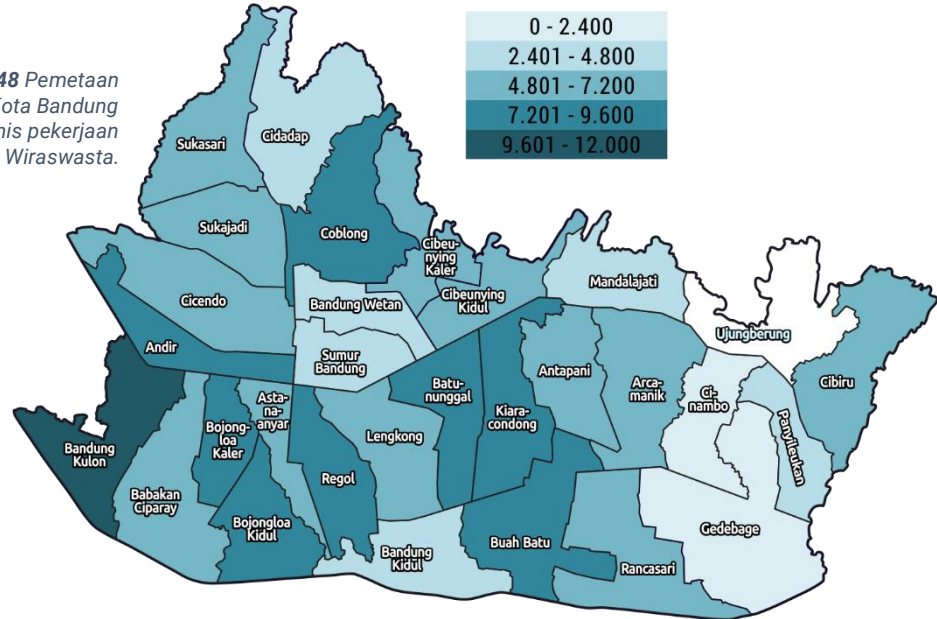 48 Pemetaan
Kota Bandung
nis pekerjaan
Wiraswasta.
0 - 2.400
2.401 - 4.800
4.801 - 7.200
7.201 - 9.600
9.601 - 12.000
Sukasari
Cidadap
Sukajadi
Coblong
Cibeu-
nying
Kaler
Cicendo
Bandung Wetan
Cibeunying
Kidul
Mandalajati
Ujungberung
Andir
Sumur
Bandung
Batu-
nunggal
Antapani
Arca-
manik
Ci-
nambo
Cibiru
Panyileukan
Bandung
Kulon
Babakan
Ciparay
Bojong-
loa
Kaler
Asta-
na-
anyar
Lengkong
Kiara-
condong
Regol
Bojongloa
Kidul
Bandung
Kidul
Buah Batu
Rancasari
Gedebage